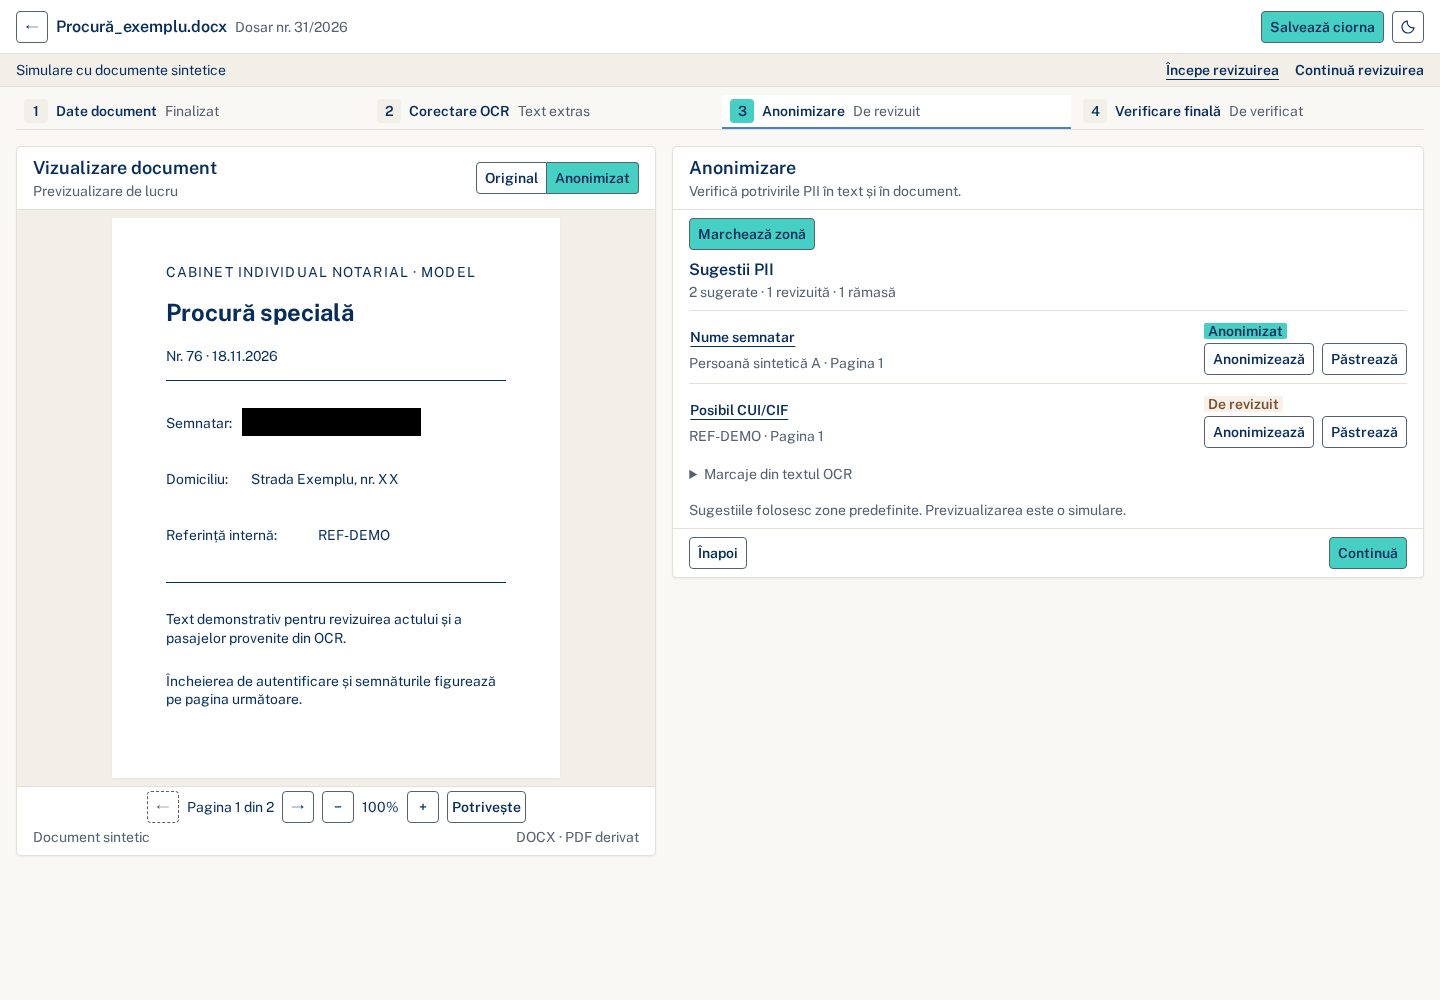 ← Procură_exemplu.docx Dosar nr. 31/2026 Salvează ciorna
Simulare cu documente sintetice Începe revizuirea Continuă revizuirea
1 Date document Finalizat 2 Corectare OCR Text extras 3 Anonimizare De revizuit 4 Verificare finală De verificat
Vizualizare document
Previzualizare de lucru
Original Anonimizat
CABINET INDIVIDUAL NOTARIAL · MODEL
Procură specială
Nr. 76 · 18.11.2026
Semnatar:
Domiciliu: Strada Exemplu, nr. XX
Referință internă: REF-DEMO
Text demonstrativ pentru revizuirea actului și a
pasajelor provenite din OCR.
Încheierea de autentificare și semnăturile figurează
pe pagina următoare.
← Pagina 1 din 2 → − 100% + Potrivește
Document sintetic DOCX · PDF derivat
Anonimizare
Verifică potrivirile PII în text și în document.
Marchează zonă
Sugestii PII
2 sugerate · 1 revizuită · 1 rămasă
Nume semnatar
Persoană sintetică A · Pagina 1
Anonimizat
Anonimizează Păstrează
Posibil CUI/CIF
REF-DEMO · Pagina 1
De revizuit
Anonimizează Păstrează
▶ Marcaje din textul OCR
Sugestiile folosesc zone predefinite. Previzualizarea este o simulare.
Înapoi Continuă